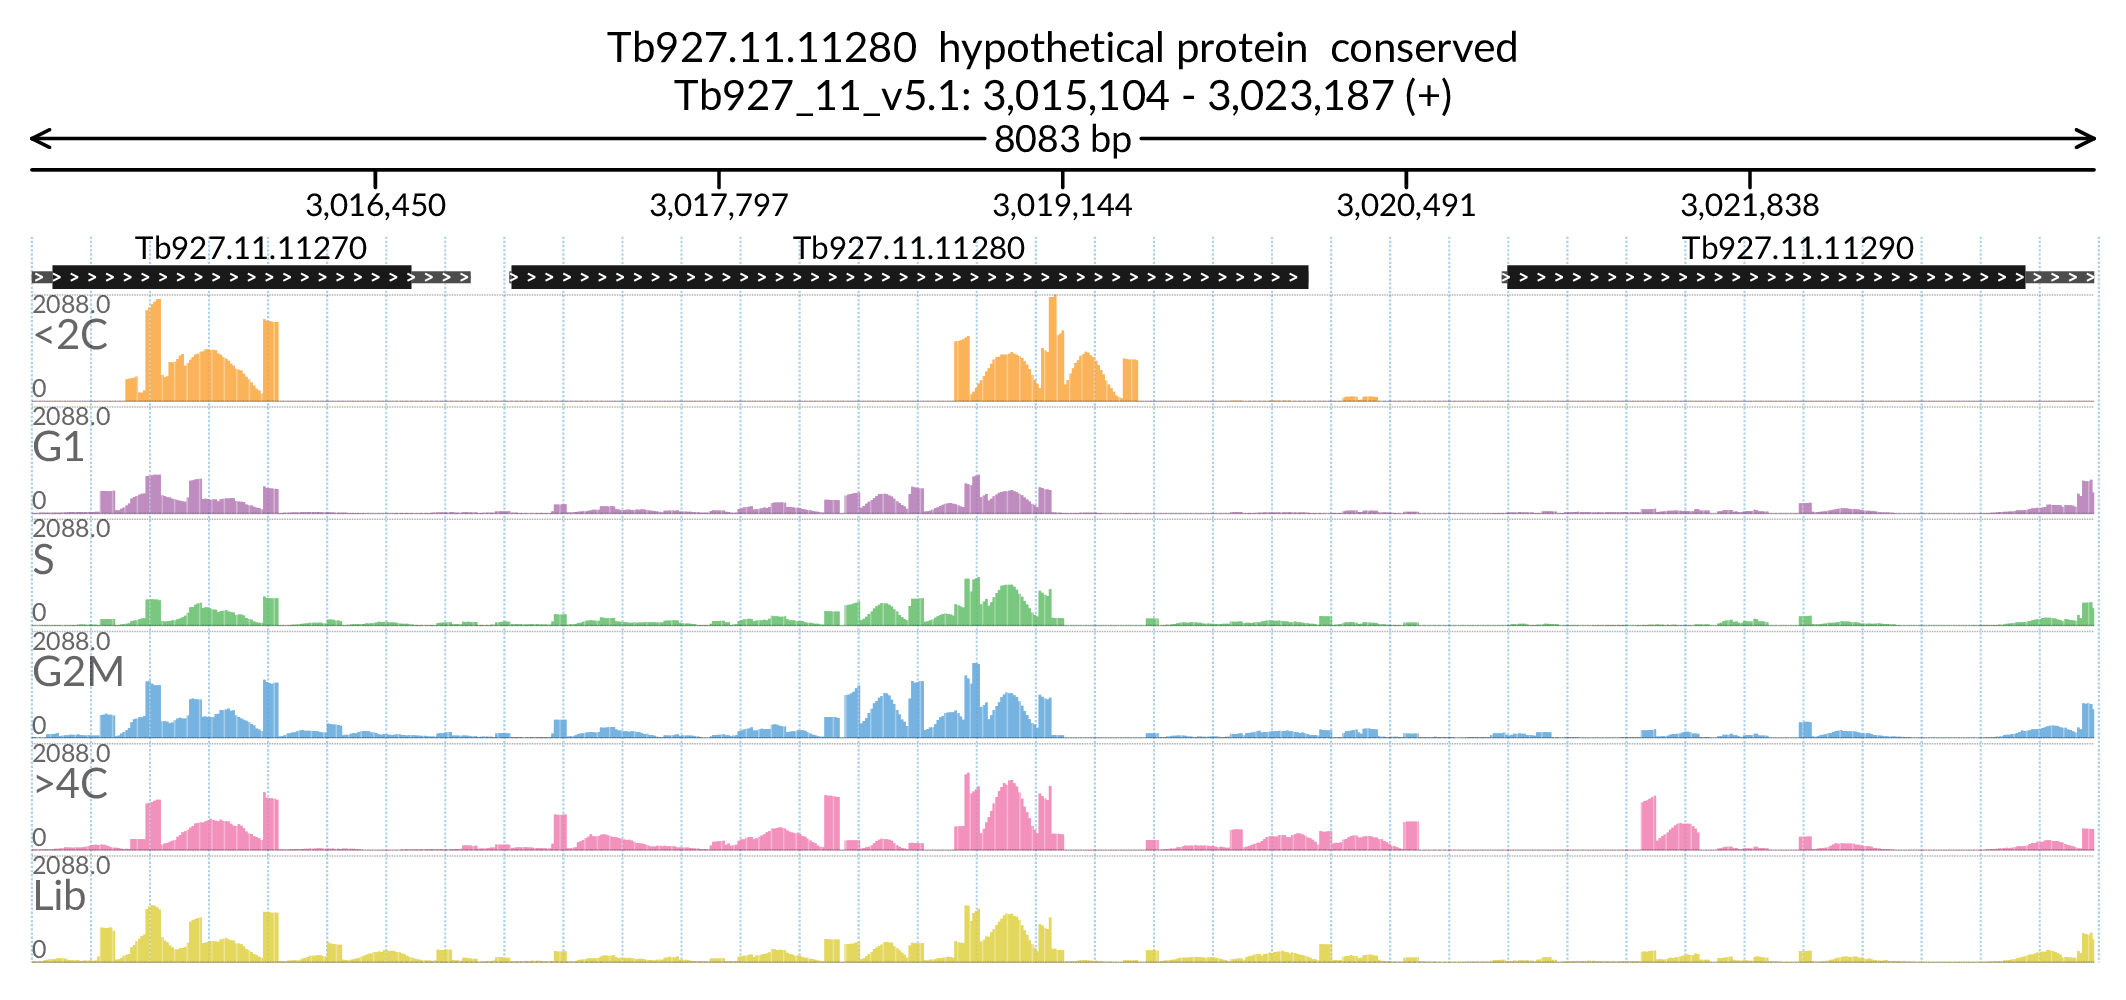 Tb927.11.11280 hypothetical protein conserved
Tb927_11_v5.1: 3,015,104 - 3,023,187 (+)
8083 bp
3,016,450 3,017,797 3,019,144 3,020,491 3,021,838
Tb927.11.11270 Tb927.11.11280 Tb927.11.11290
2088.0
<2C
0
2088.0
G1
0
2088.0
S
0
2088.0
G2M
0
2088.0
>4C
0
2088.0
Lib
0